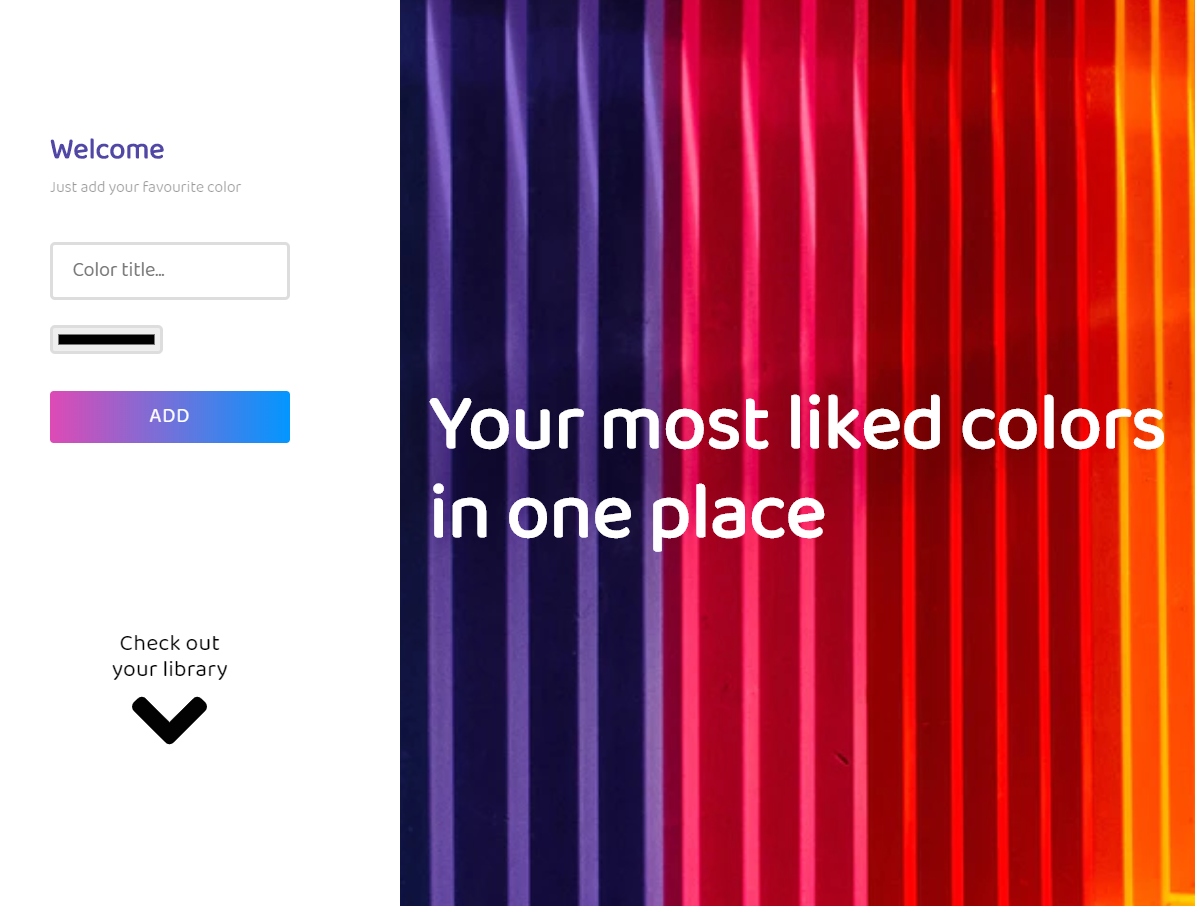 Welcome
Just add your favourite color
Color title...
ADD
Check out
your library
Your most liked colors
in one place